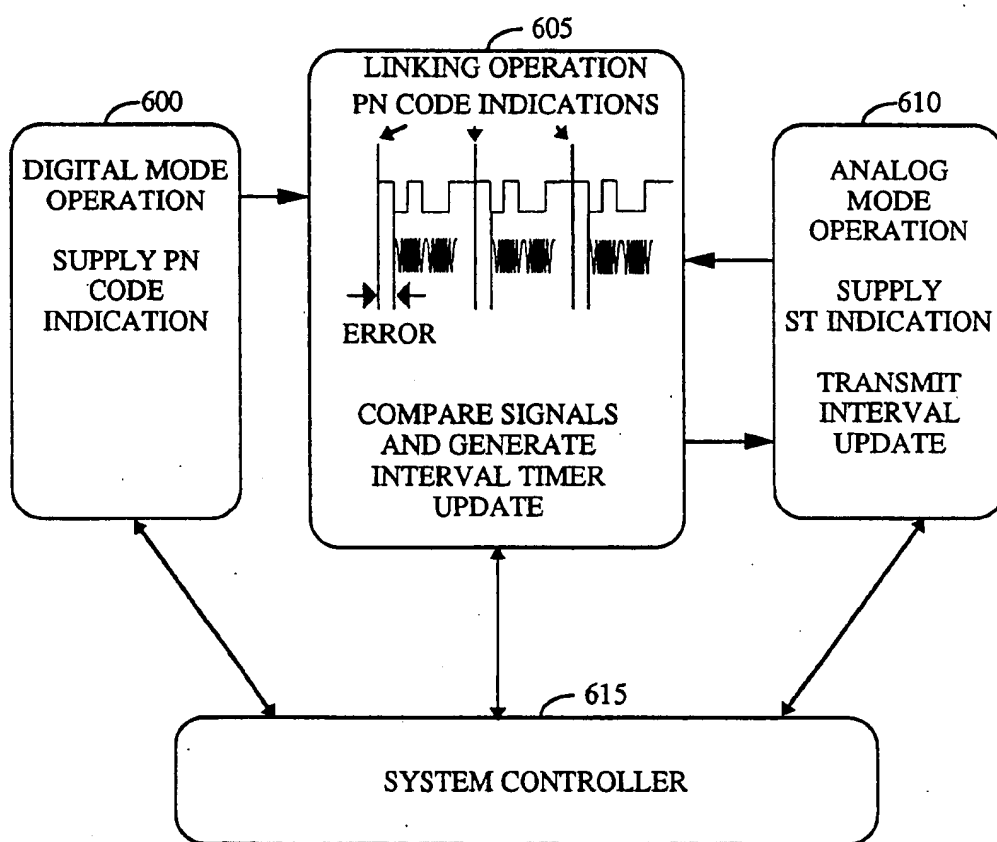 605
LINKING OPERATION
PN CODE INDICATIONS
ERROR
COMPARE SIGNALS
AND GENERATE
INTERVAL TIMER
UPDATE
600
DIGITAL MODE
OPERATION
SUPPLY PN
CODE
INDICATION
610
ANALOG
MODE
OPERATION
SUPPLY
ST INDICATION
TRANSMIT
INTERVAL
UPDATE
615
SYSTEM CONTROLLER